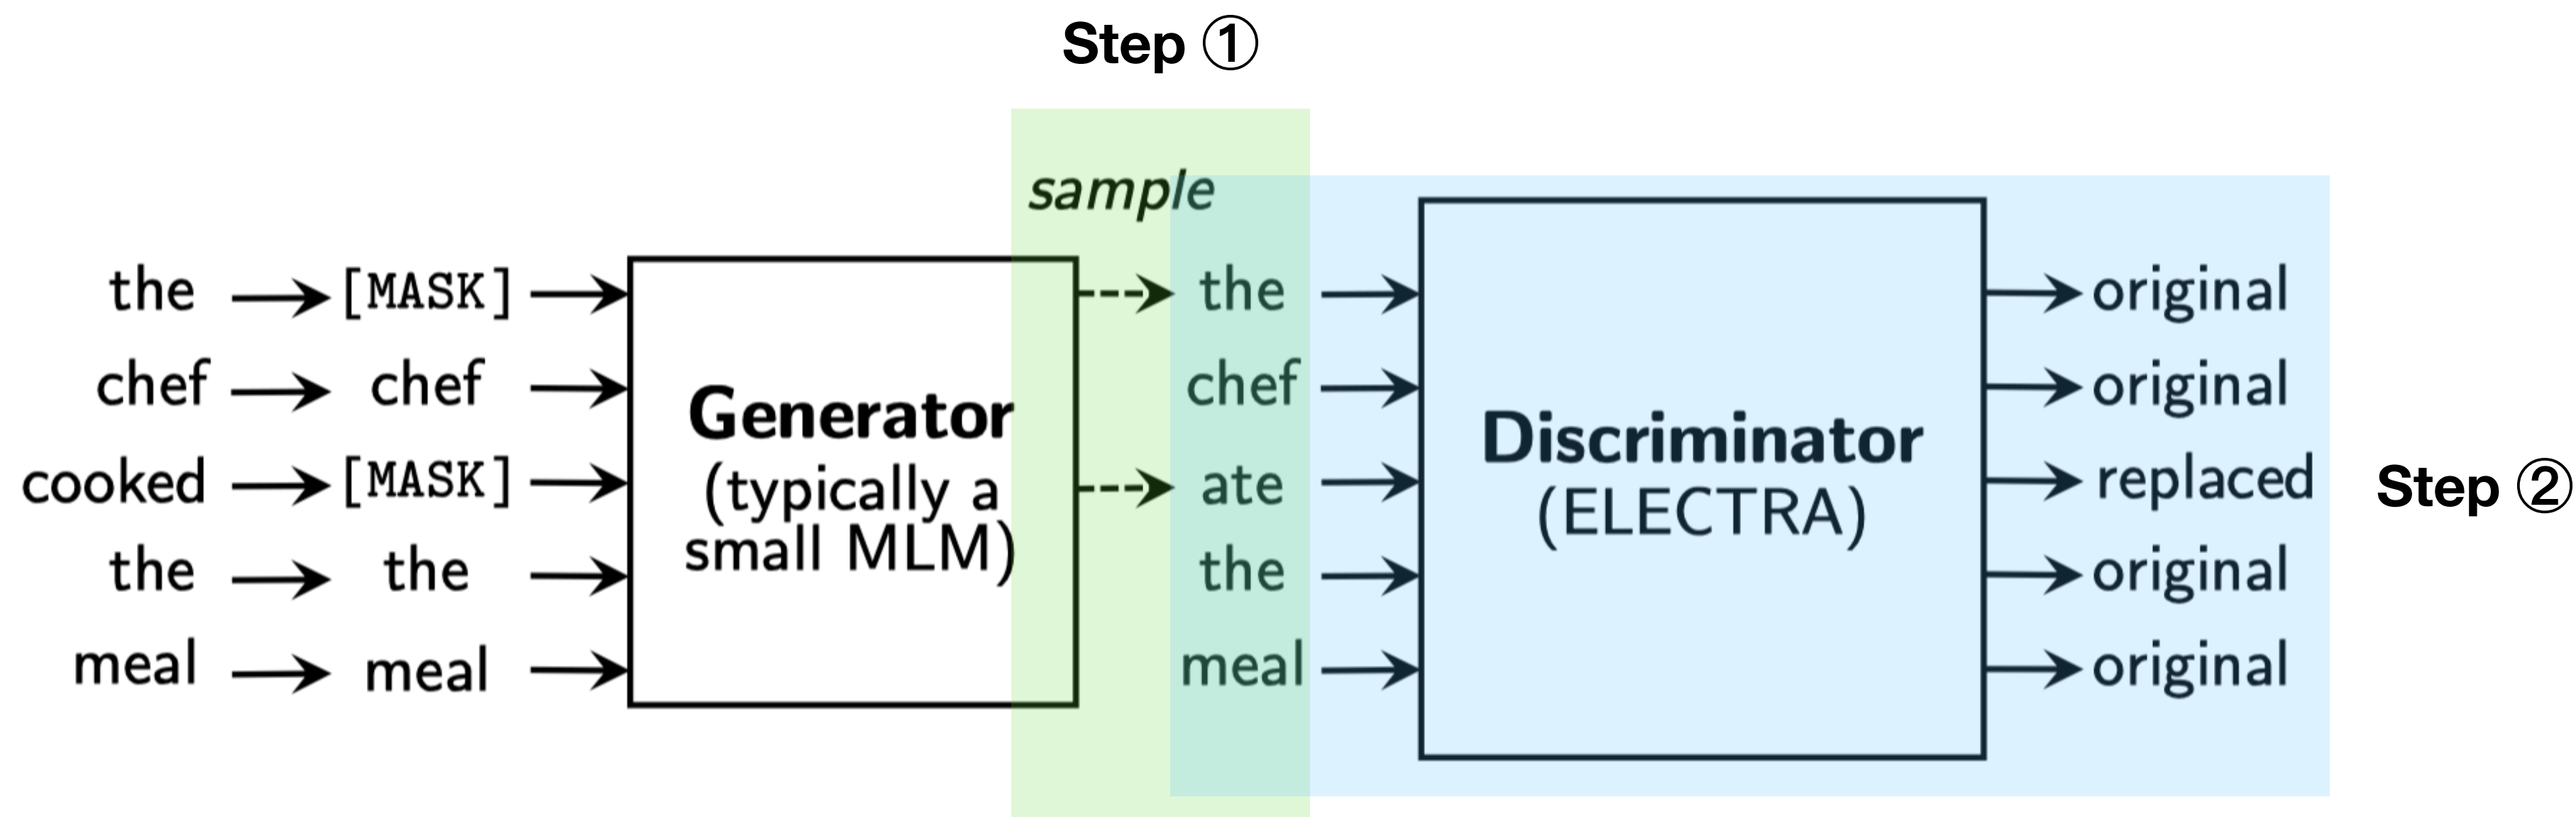 Step ①
sample
the [MASK] the original
chef chef chef original
cooked [MASK] ate replaced
the the the original
meal meal meal original
Generator
(typically a
small MLM)
Discriminator
(ELECTRA)
Step ②